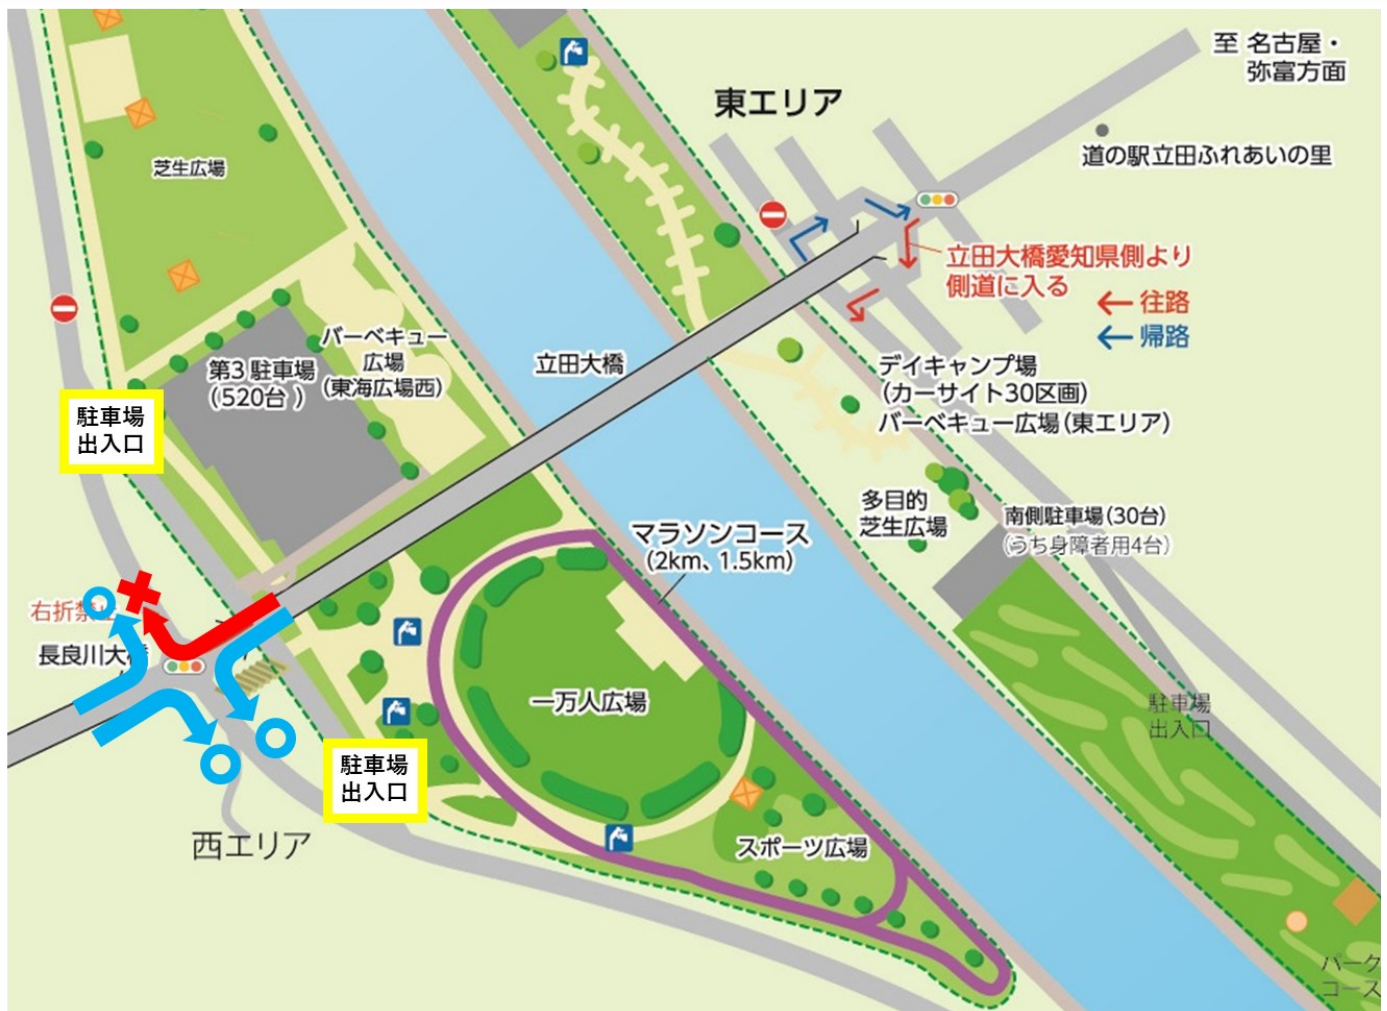 至 名古屋・
弥富方面
東エリア
道の駅立田ふれあいの里
芝生広場
立田大橋愛知県側より
側道に入る
←往路
←帰路
バーベキュー
広場
(東海広場西)
第3駐車場
(520台)
立田大橋
デイキャンプ場
(カーサイト30区画)
バーベキュー広場(東エリア)
駐車場
出入口
多目的
芝生広場
南側駐車場(30台)
(うち身障者用4台)
マラソンコース
(2km、1.5km)
右折禁止
長良川大橋
一万人広場
駐車場
出入口
駐車場
出入口
西エリア
スポーツ広場
パーク
コース